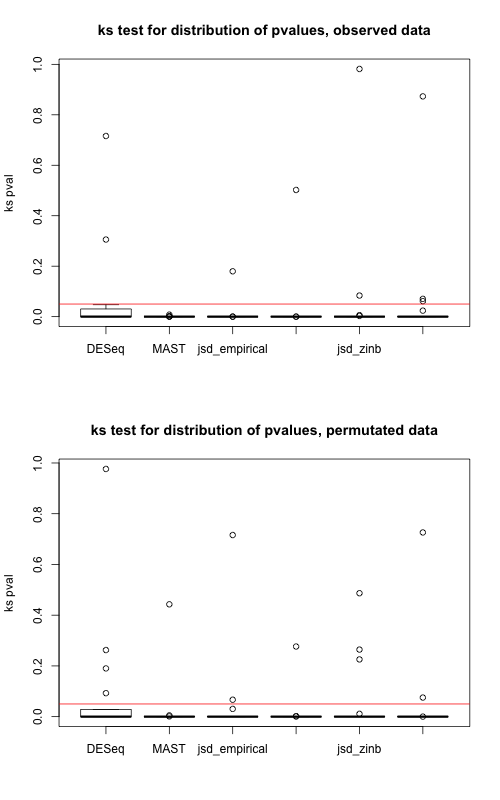 ks test for distribution of pvalues, observed data
ks pval
1.0
0.8
0.6
0.4
0.2
0.0
DESeq MAST jsd_empirical jsd_zinb
ks test for distribution of pvalues, permutated data
ks pval
1.0
0.8
0.6
0.4
0.2
0.0
DESeq MAST jsd_empirical jsd_zinb